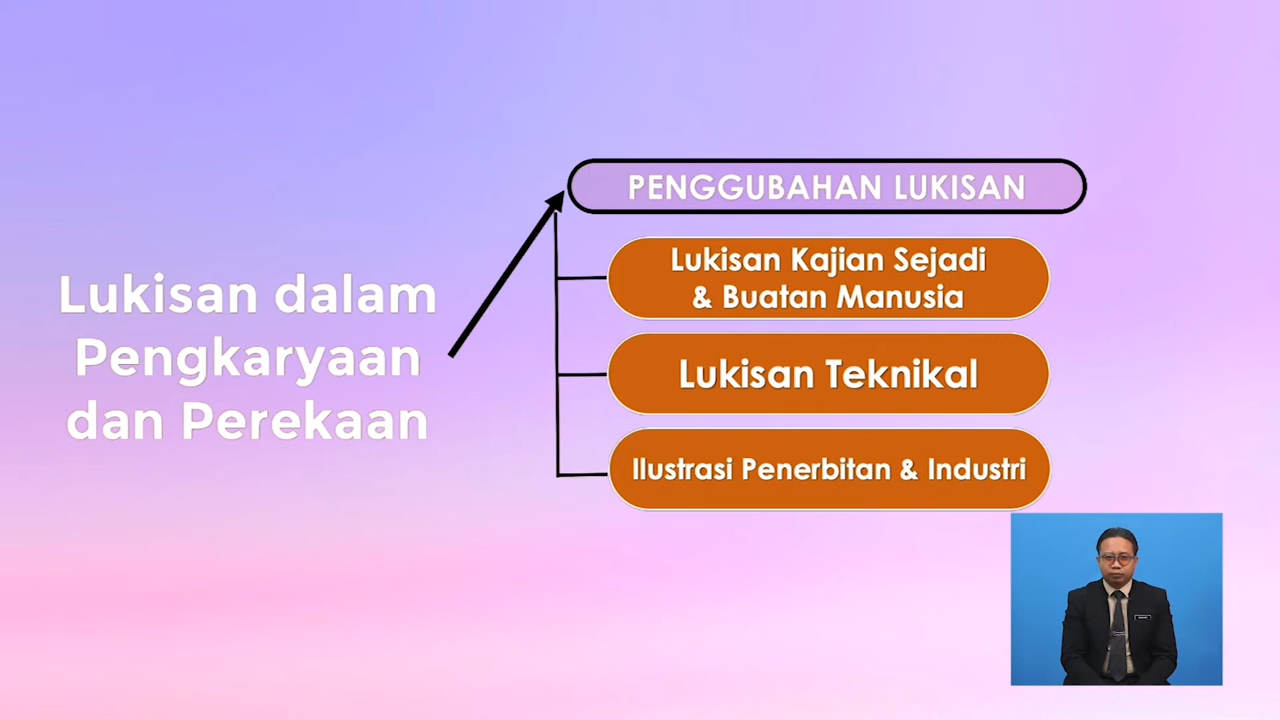 Lukisan dalam
Pengkaryaan
dan Perekaan
PENGGUBAHAN LUKISAN
Lukisan Kajian Sejadi
& Buatan Manusia
Lukisan Teknikal
Ilustrasi Penerbitan & Industri